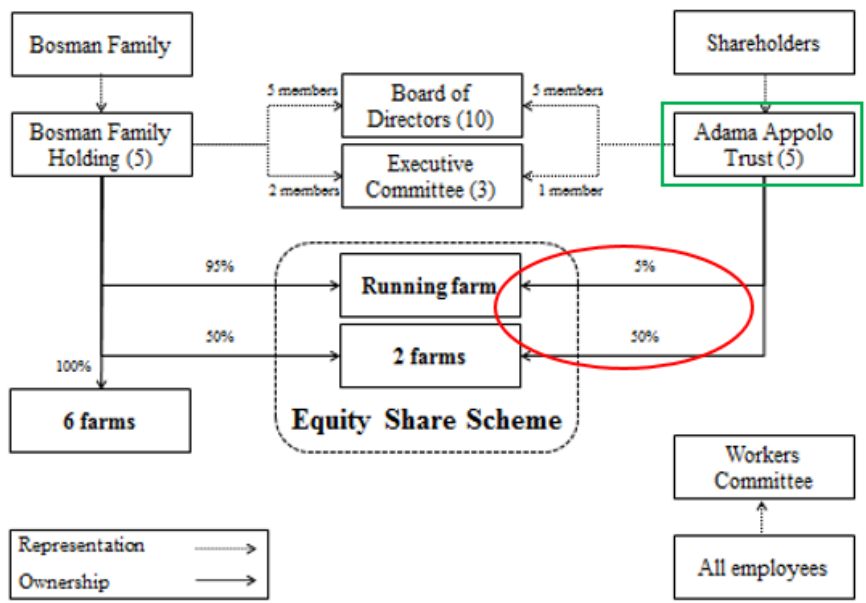 Bosman Family
Shareholders
5 members
Board of
Directors (10)
5 members
Bosman Family
Holding (5)
Adama Appolo
Trust (5)
2 members
Executive
Committee (3)
1 member
95%
Running farm
5%
50%
2 farms
50%
100%
6 farms
Equity Share Scheme
Workers
Committee
Representation
Ownership
All employees